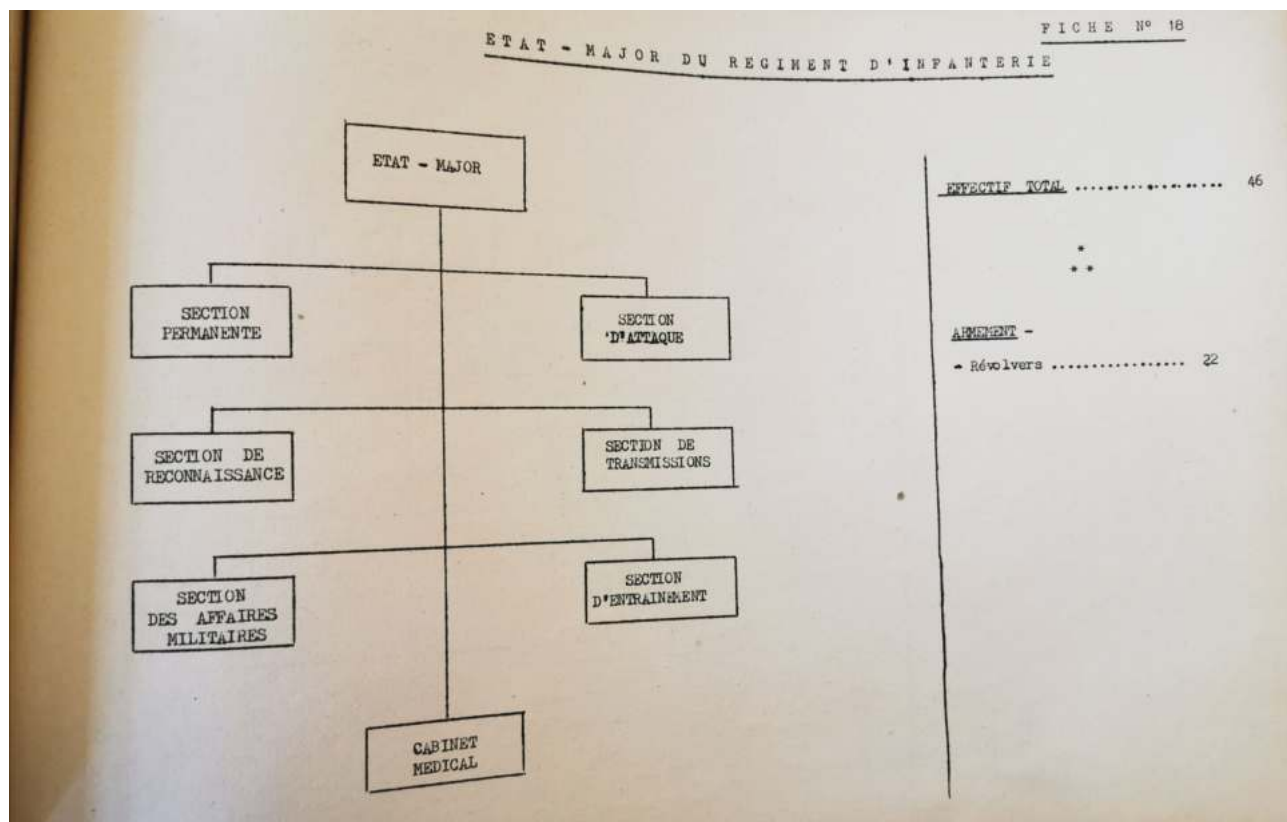 FICHE Nº 18
ETAT - MAJOR DU REGIMENT D'INFANTERIE
ETAT - MAJOR
SECTION
PERMANENTE
SECTION
'D'ATTAQUE
SECTION DE
RECONNAISSANCE
SECTION DE
TRANSMISSIONS
SECTION
DES AFFAIRES
MILITAIRES
SECTION
D'ENTRAINEMENT
CABINET
MEDICAL
EFFECTIF TOTAL .................. 46
*
* *
ARMEMENT -
- Révolvers ................. 22